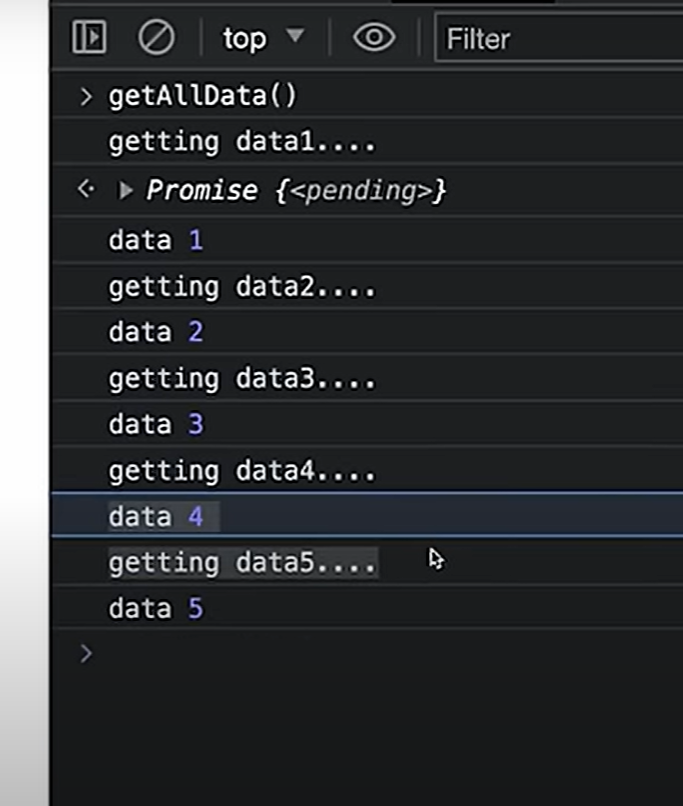 top ▼ Filter
> getAllData()
getting data1....
Promise {<pending>}
data 1
getting data2....
data 2
getting data3....
data 3
getting data4....
data 4
getting data5....
data 5
>